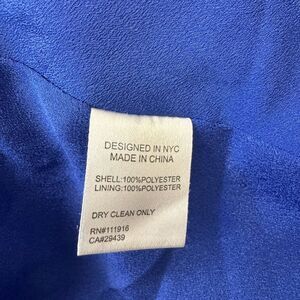 DESIGNED IN NYC
MADE IN CHINA
SHELL:100%POLYESTER
LINING:100%POLYESTER
DRY CLEAN ONLY
RN#111916
CA#29439